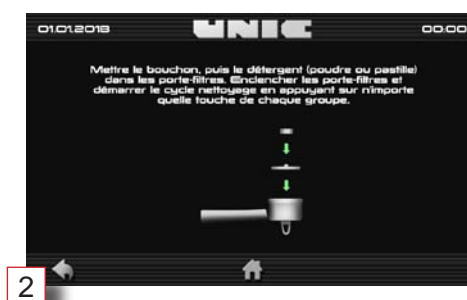 01.01.2018 UNIC 00:00
Mettre le bouchon, puis le détergent (poudre ou pastille)
dans les porte-filtres. Enclencher les porte-filtres et
démarrer le cycle nettoyage en appuyant sur n'importe
quelle touche de chaque groupe.
2